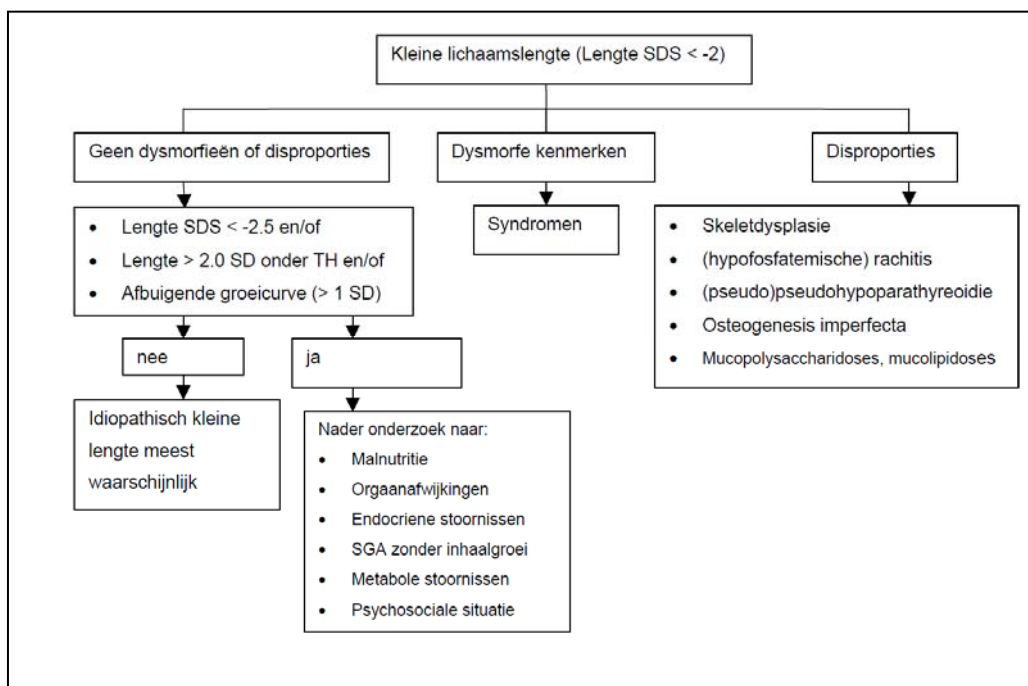 Kleine lichaamslengte (Lengte SDS < -2)
Geen dysmorfieën of disproporties
Dysmorfe kenmerken
Disproporties
• Lengte SDS < -2.5 en/of
• Lengte > 2.0 SD onder TH en/of
• Afbuigende groeicurve (> 1 SD)
Syndromen
• Skeletdysplasie
• (hypofosfatemische) rachitis
• (pseudo)pseudohypoparathyreoidie
• Osteogenesis imperfecta
• Mucopolysaccharidoses, mucolipidoses
nee
ja
Idiopathisch kleine
lengte meest
waarschijnlijk
Nader onderzoek naar:
• Malnutritie
• Orgaanafwijkingen
• Endocriene stoornissen
• SGA zonder inhaalgroei
• Metabole stoornissen
• Psychosociale situatie